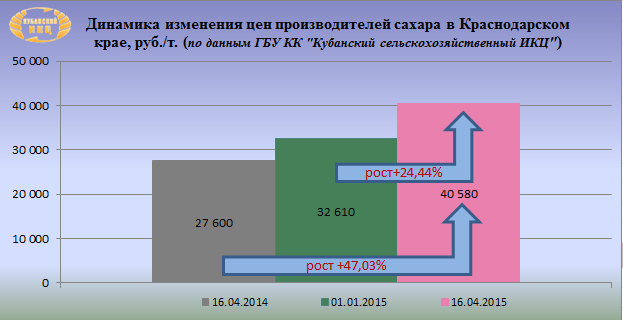 КУБАНСКИЙ
ИКЦ
Динамика изменения цен производителей сахара в Краснодарском
крае, руб./т. (по данным ГБУ КК "Кубанский сельскохозяйственный ИКЦ")
50 000
40 000
30 000
20 000
10 000
0
рост+24,44%
40 580
32 610
27 600
рост +47,03%
16.04.2014 01.01.2015 16.04.2015